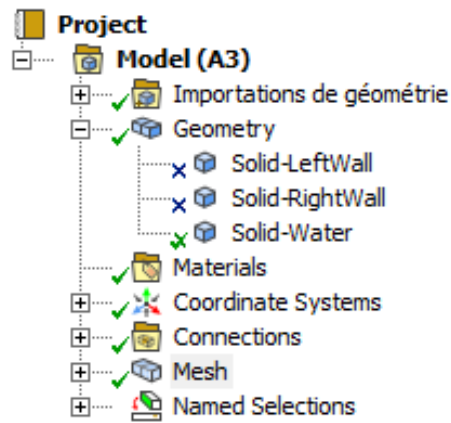 Project
Model (A3)
Importations de géométrie
Geometry
Solid-LeftWall
Solid-RightWall
Solid-Water
Materials
Coordinate Systems
Connections
Mesh
Named Selections